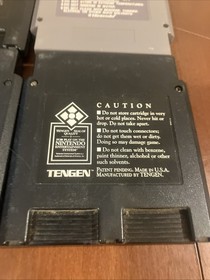 CAUTION
■ Do not store cartridge in very
hot or cold places. Never hit or
drop. Do not take apart.
■ Do not touch connectors;
do not get them wet or dirty.
Doing so may damage game.
■ Do not clean with benzene,
paint thinner, alcohol or other
such solvents.
PATENT PENDING. MADE IN U.S.A.
MANUFACTURED BY TENGEN.
NINTENDO
TENGEN